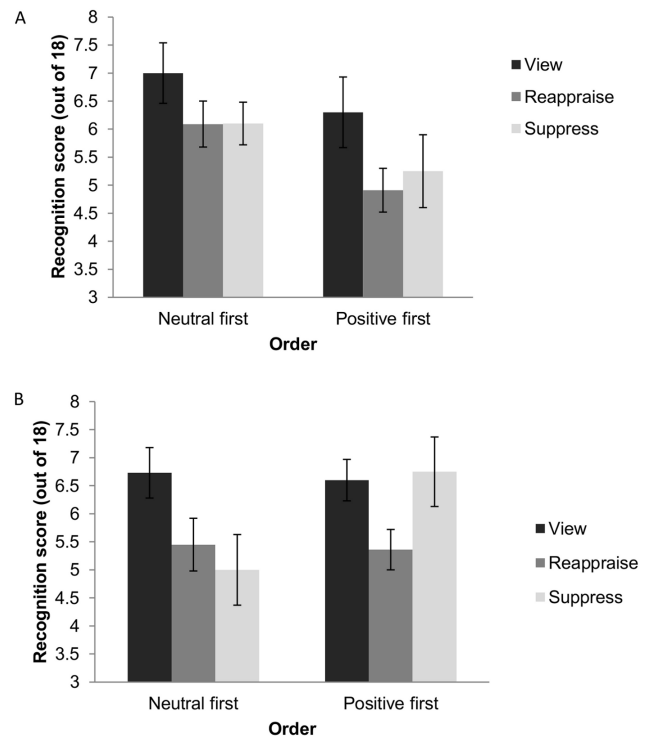 A
8
7.5
7
6.5
6
5.5
5
4.5
4
3.5
3
Recognition score (out of 18)
Neutral first
Positive first
Order
View
Reappraise
Suppress
B
8
7.5
7
6.5
6
5.5
5
4.5
4
3.5
3
Recognition score (out of 18)
Neutral first
Positive first
Order
View
Reappraise
Suppress